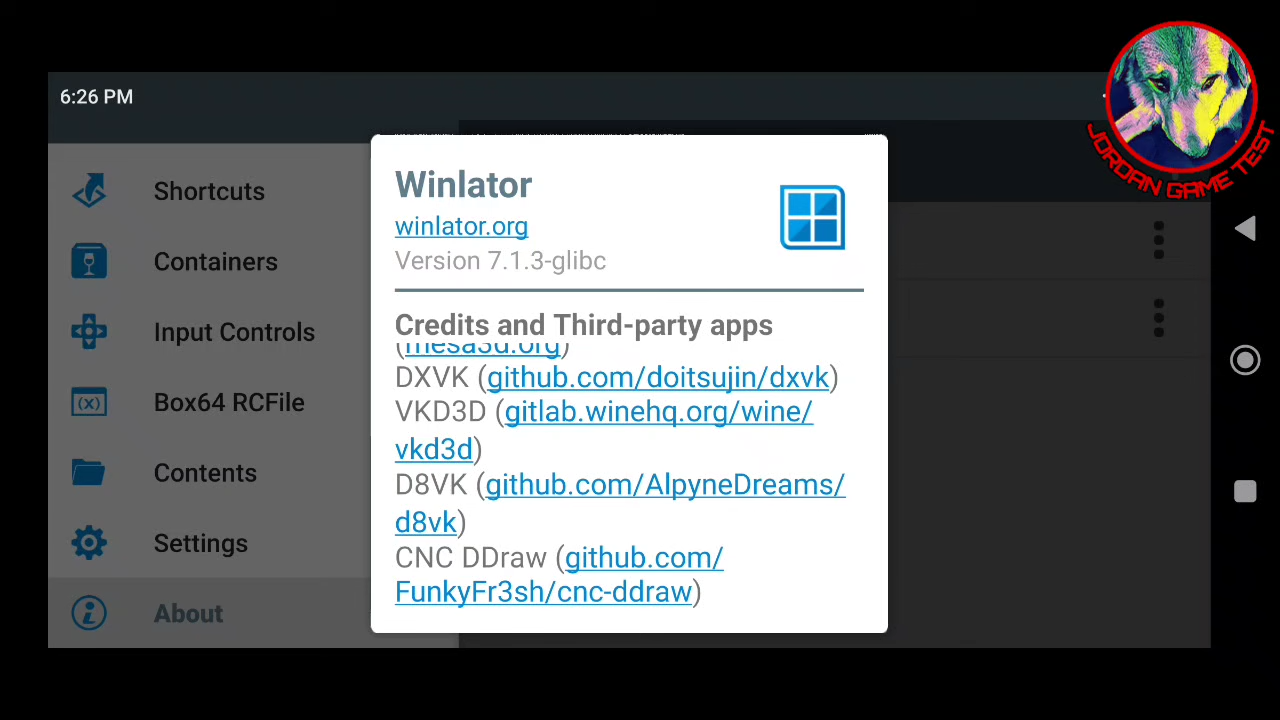 6:26 PM
JORDAN GAME TEST
Shortcuts
Containers
Input Controls
Box64 RCFile
Contents
Settings
About
Winlator
winlator.org
Version 7.1.3-glibc
Credits and Third-party apps
(mesa3d.org)
DXVK (github.com/doitsujin/dxvk)
VKD3D (gitlab.winehq.org/wine/
vkd3d)
D8VK (github.com/AlpyneDreams/
d8vk)
CNC DDraw (github.com/
FunkyFr3sh/cnc-ddraw)